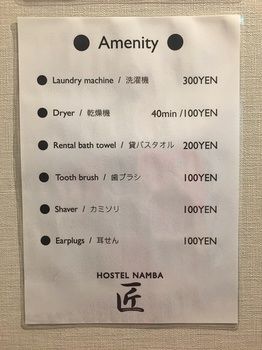 ● Amenity ●
● Laundry machine / 洗濯機 300YEN
● Dryer / 乾燥機 40min /100YEN
● Rental bath towel / 貸バスタオル 200YEN
● Tooth brush / 歯ブラシ 100YEN
● Shaver / カミソリ 100YEN
● Earplugs / 耳せん 100YEN
HOSTEL NAMBA
匠